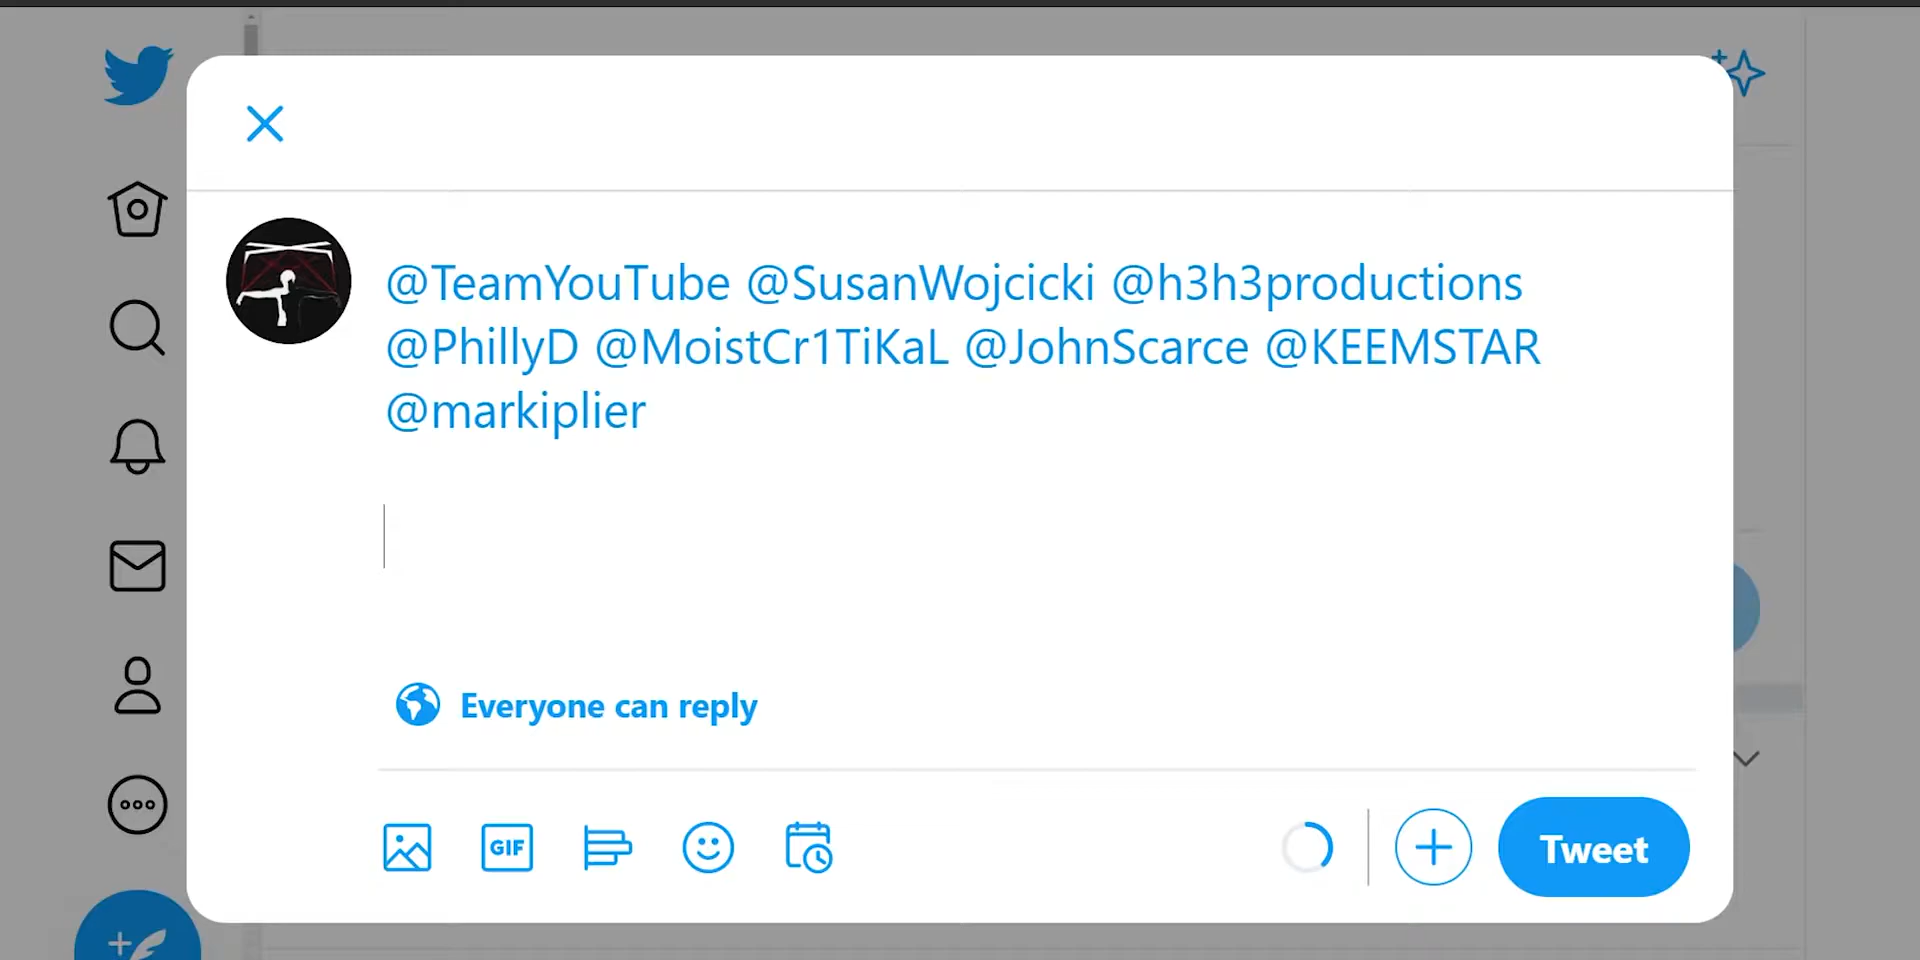 @TeamYouTube @SusanWojcicki @h3h3productions
@PhillyD @MoistCr1TiKaL @JohnScarce @KEEMSTAR
@markiplier
Everyone can reply
GIF
Tweet